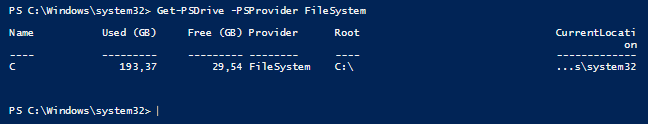 PS C:\Windows\system32> Get-PSDrive -PSProvider FileSystem
Name Used (GB) Free (GB) Provider Root CurrentLocati
on
---- --------- --------- -------- ---- -------------
C 193,37 29,54 FileSystem C:\ ...s\system32
PS C:\Windows\system32>